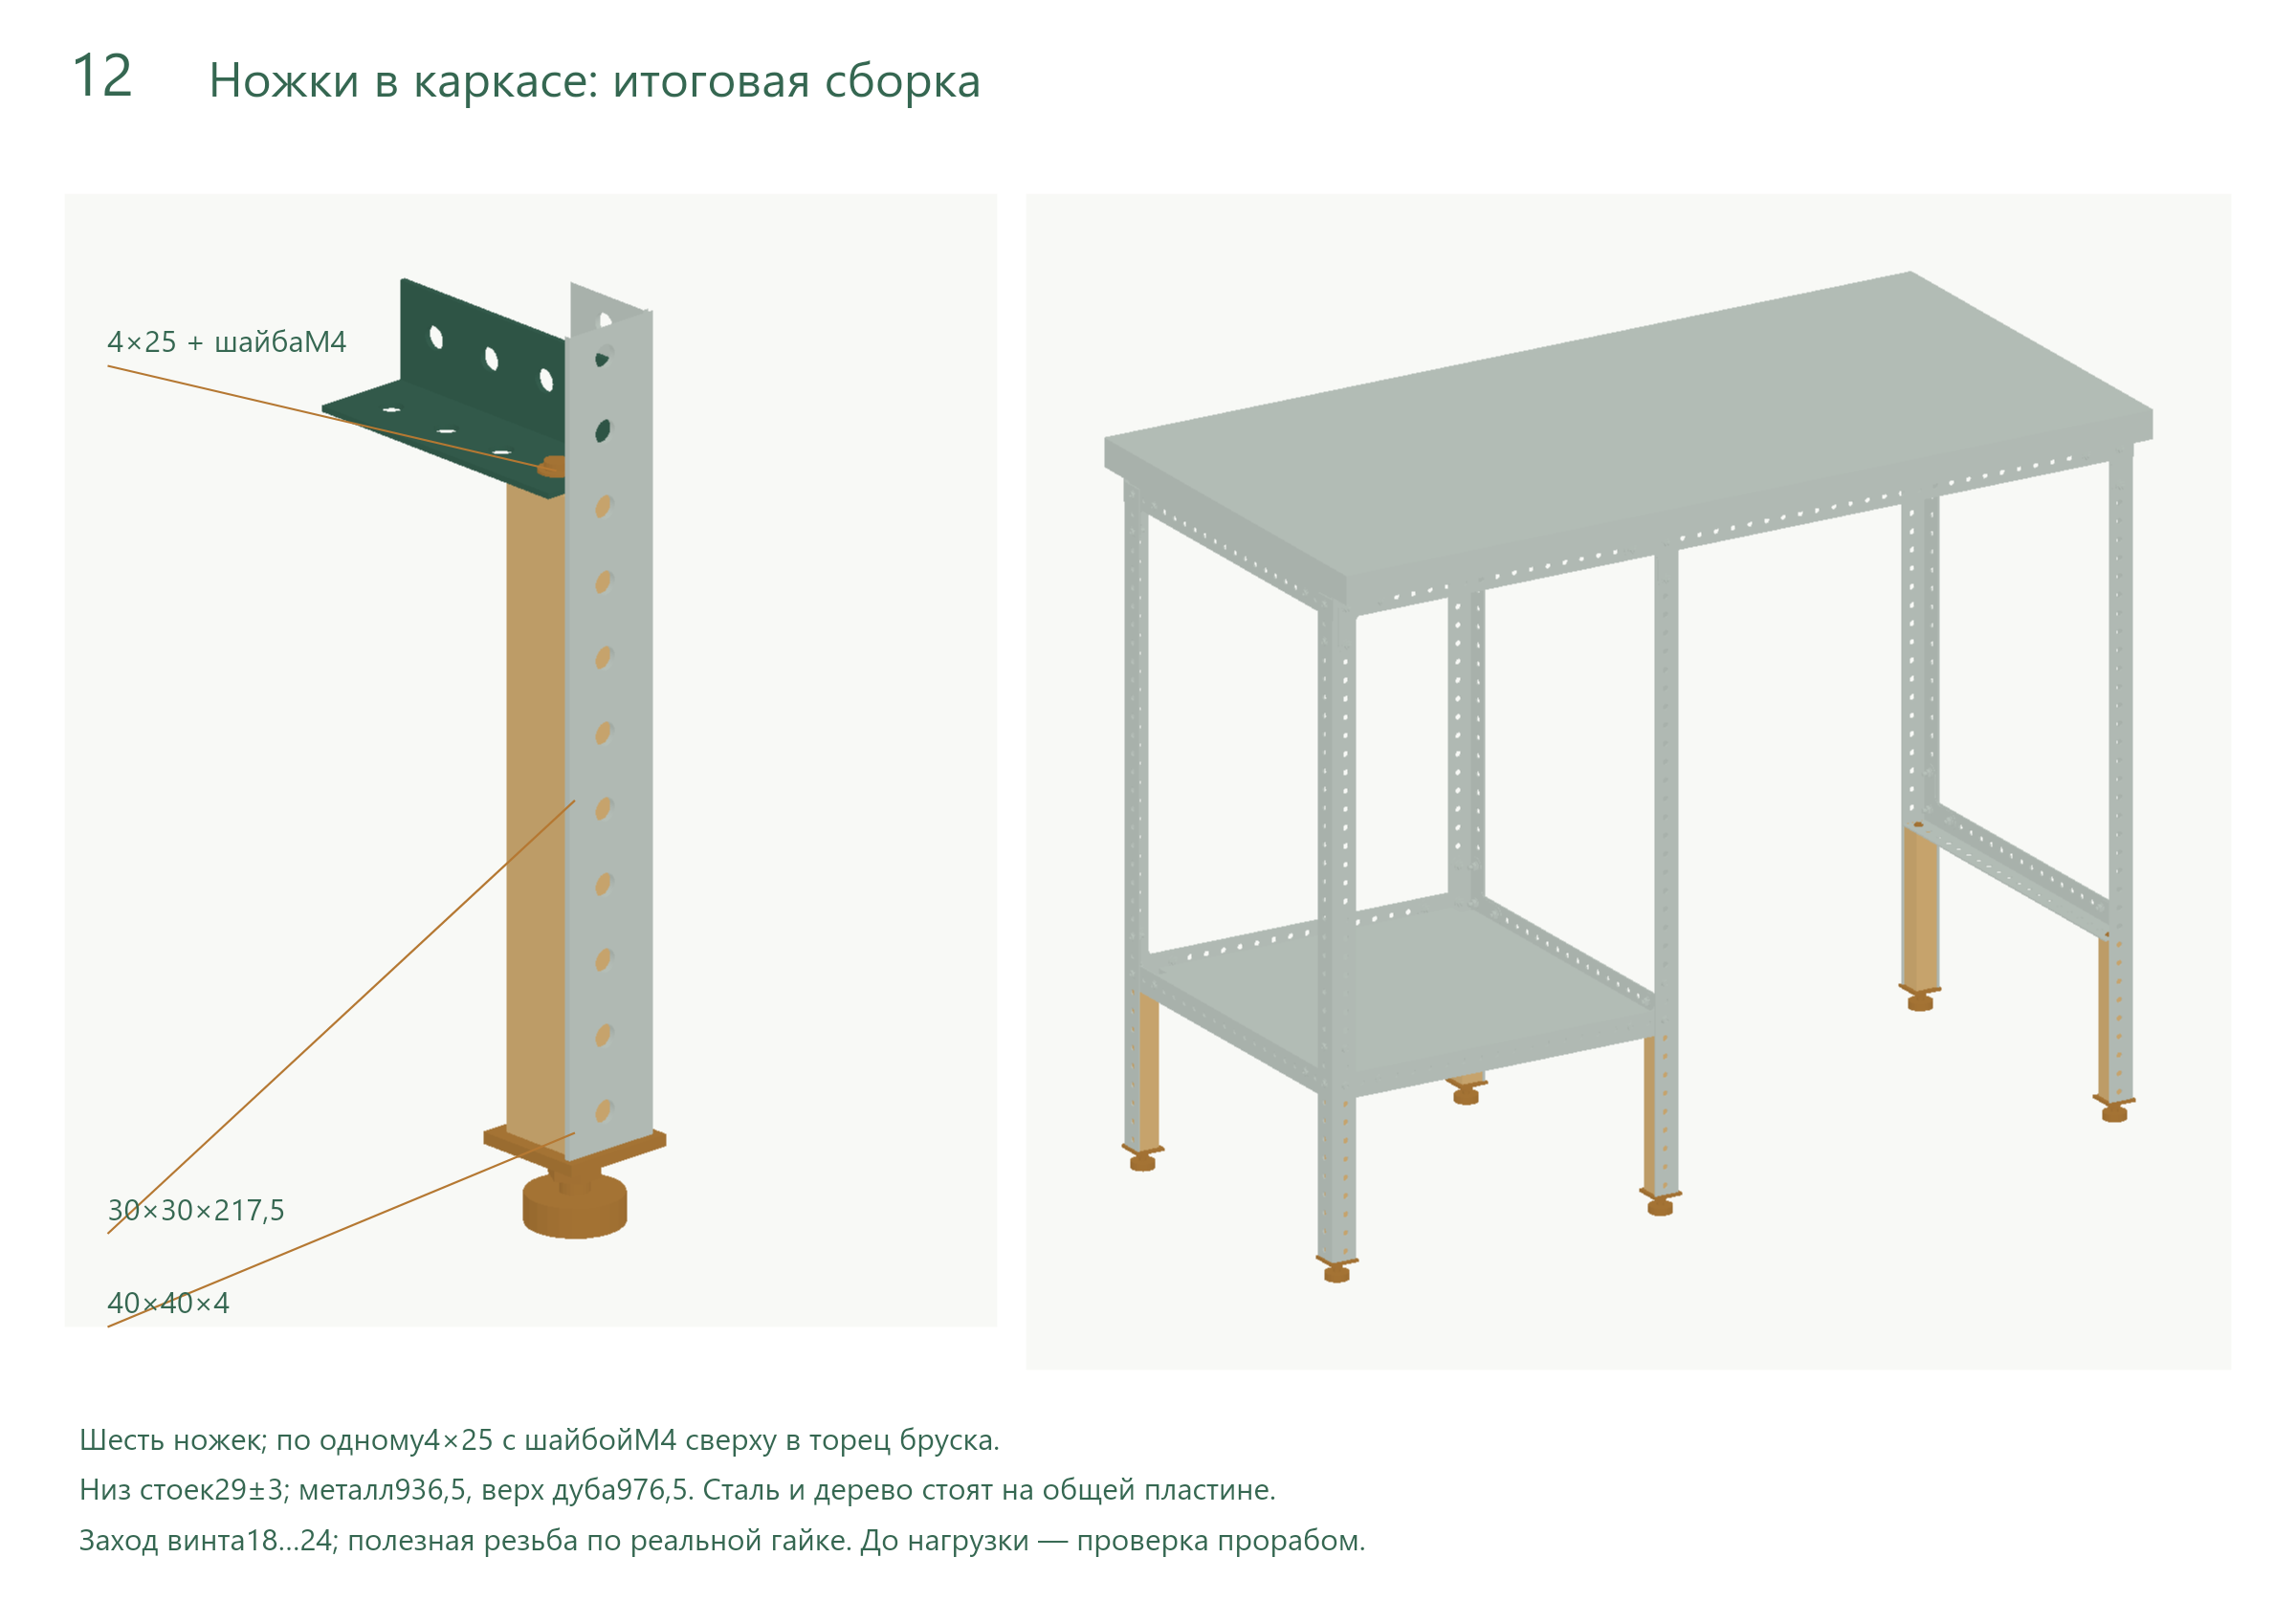 12 Ножки в каркасе: итоговая сборка
4×25 + шайбаМ4
30×30×217,5
40×40×4
Шесть ножек; по одному4×25 с шайбойМ4 сверху в торец бруска.
Низ стоек29±3; металл936,5, верх дуба976,5. Сталь и дерево стоят на общей пластине.
Заход винта18…24; полезная резьба по реальной гайке. До нагрузки — проверка прорабом.